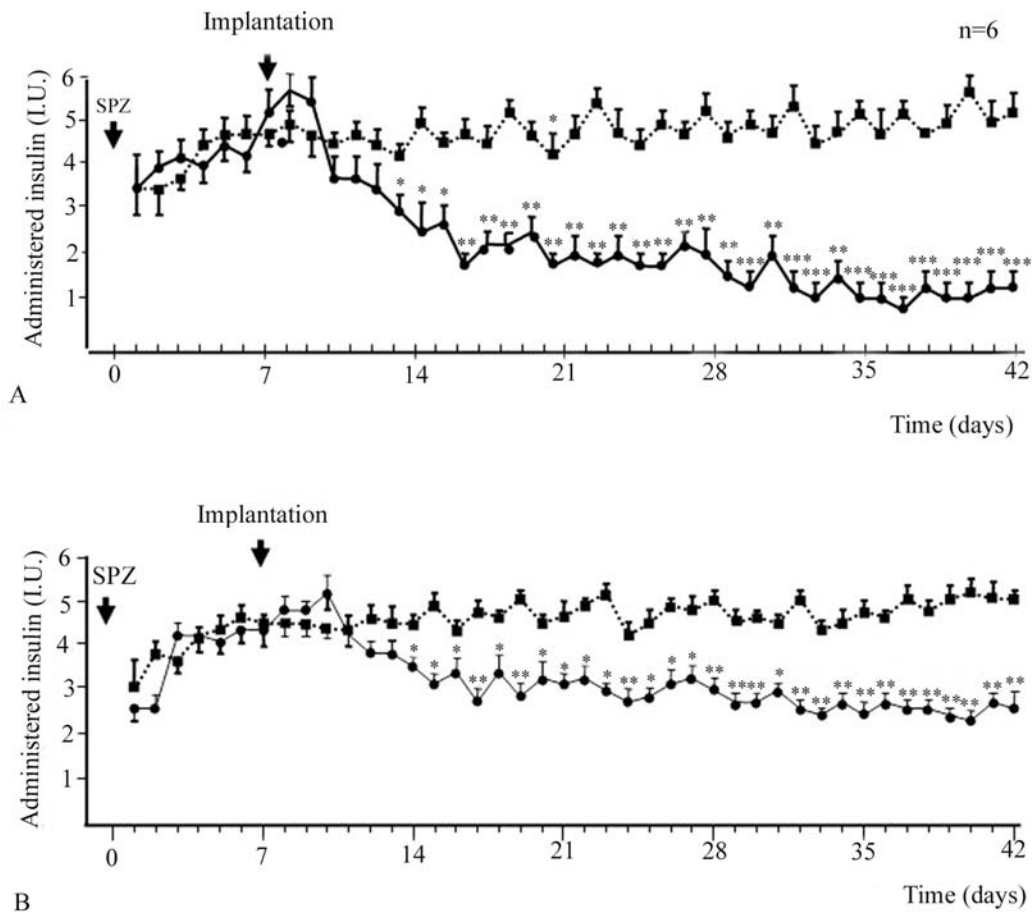 Implantation
n=6
SPZ
Administered insulin (I.U.)
6
5
4
3
2
1
*
* * * ** ** ** ** ** ** ** ** ** ** ** ** ** *** ** *** *** ** *** *** *** *** *** *** *** ***
0 7 14 21 28 35 42
A
Time (days)
Implantation
SPZ
Administered insulin (I.U.)
6
5
4
3
2
1
* * * ** * ** * * * * ** * * * ** ** ** * ** ** ** ** ** ** ** ** ** ** **
0 7 14 21 28 35 42
B
Time (days)